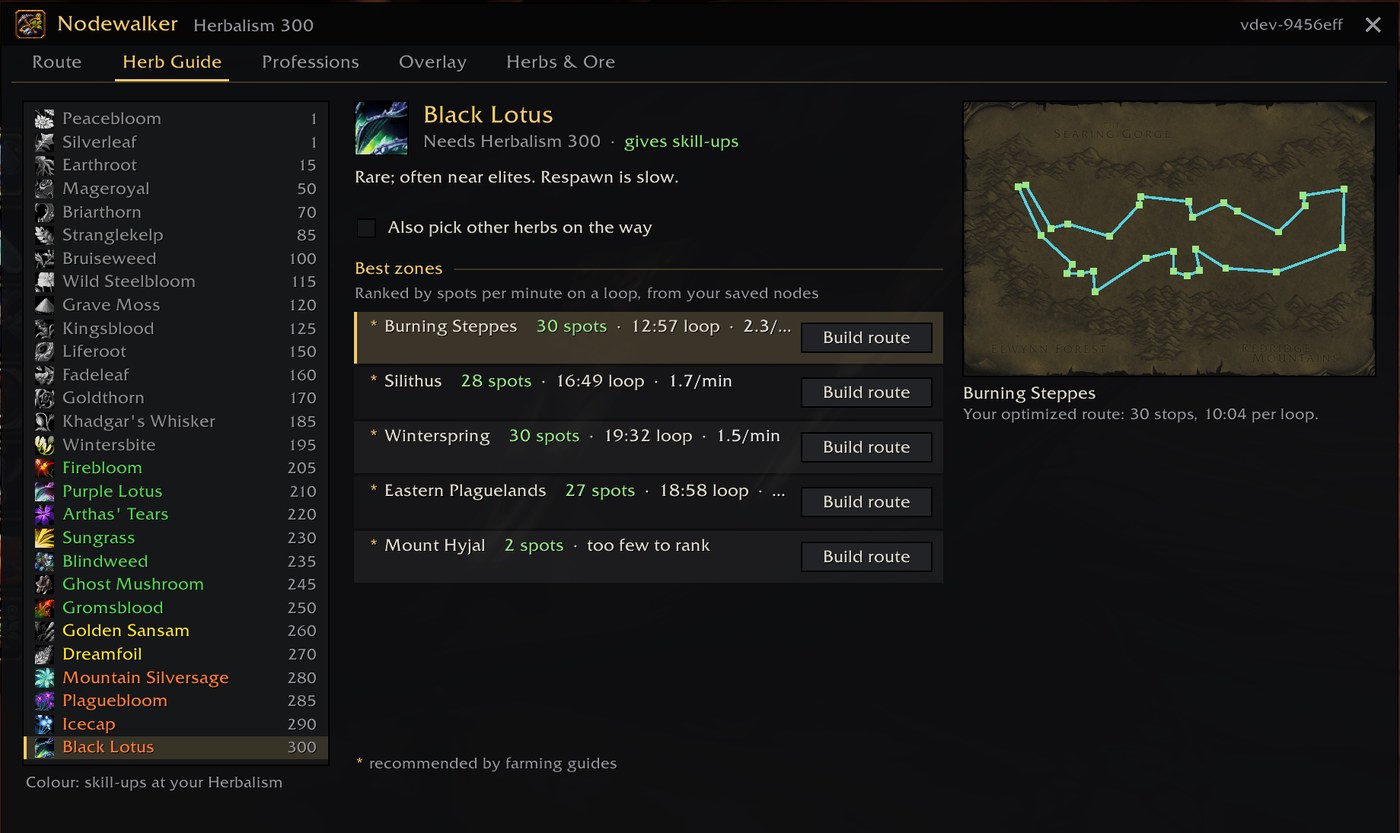 Nodewalker Herbalism 300 vdev-9456eff
Route Herb Guide Professions Overlay Herbs & Ore
Peacebloom 1
Silverleaf 1
Earthroot 15
Mageroyal 50
Briarthorn 70
Stranglekelp 85
Bruiseweed 100
Wild Steelbloom 115
Grave Moss 120
Kingsblood 125
Liferoot 150
Fadeleaf 160
Goldthorn 170
Khadgar's Whisker 185
Wintersbite 195
Firebloom 205
Purple Lotus 210
Arthas' Tears 220
Sungrass 230
Blindweed 235
Ghost Mushroom 245
Gromsblood 250
Golden Sansam 260
Dreamfoil 270
Mountain Silversage 280
Plaguebloom 285
Icecap 290
Black Lotus 300
Colour: skill-ups at your Herbalism
Black Lotus
Needs Herbalism 300 · gives skill-ups
Rare; often near elites. Respawn is slow.
Also pick other herbs on the way
Best zones
Ranked by spots per minute on a loop, from your saved nodes
* Burning Steppes 30 spots · 12:57 loop · 2.3/... Build route
* Silithus 28 spots · 16:49 loop · 1.7/min Build route
* Winterspring 30 spots · 19:32 loop · 1.5/min Build route
* Eastern Plaguelands 27 spots · 18:58 loop · ... Build route
* Mount Hyjal 2 spots · too few to rank Build route
* recommended by farming guides
SEARING GORGE
ELWYNN FOREST
Burning Steppes
Your optimized route: 30 stops, 10:04 per loop.